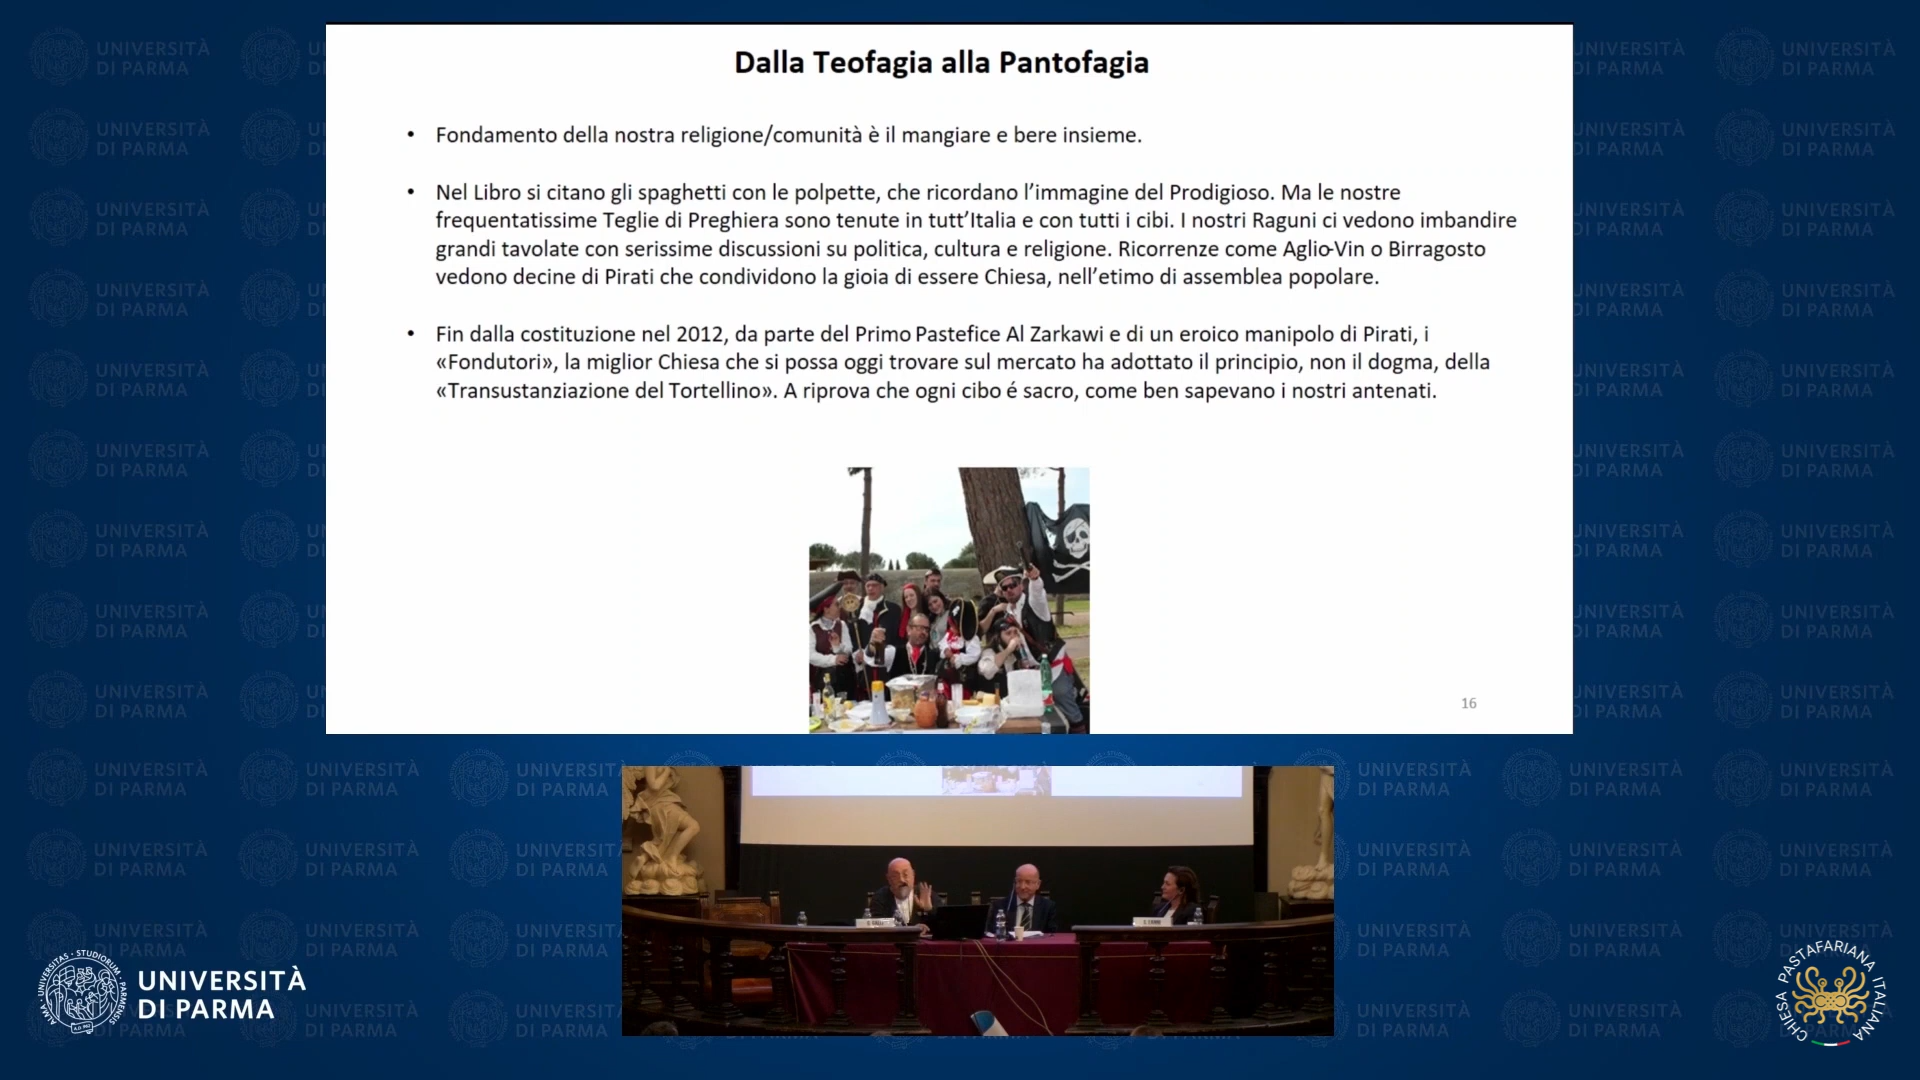 Dalla Teofagia alla Pantofagia
• Fondamento della nostra religione/comunità è il mangiare e bere insieme.
• Nel Libro si citano gli spaghetti con le polpette, che ricordano l'immagine del Prodigioso. Ma le nostre
frequentatissime Teglie di Preghiera sono tenute in tutt'Italia e con tutti i cibi. I nostri Raguni ci vedono imbandire
grandi tavolate con serissime discussioni su politica, cultura e religione. Ricorrenze come Aglio-Vin o Birragosto
vedono decine di Pirati che condividono la gioia di essere Chiesa, nell'etimo di assemblea popolare.
• Fin dalla costituzione nel 2012, da parte del Primo Pastefice Al Zarkawi e di un eroico manipolo di Pirati, i
«Fondutori», la miglior Chiesa che si possa oggi trovare sul mercato ha adottato il principio, non il dogma, della
«Transustanziazione del Tortellino». A riprova che ogni cibo é sacro, come ben sapevano i nostri antenati.
16
UNIVERSITÀ
DI PARMA
CHIESA PASTAFARIANA ITALIANA